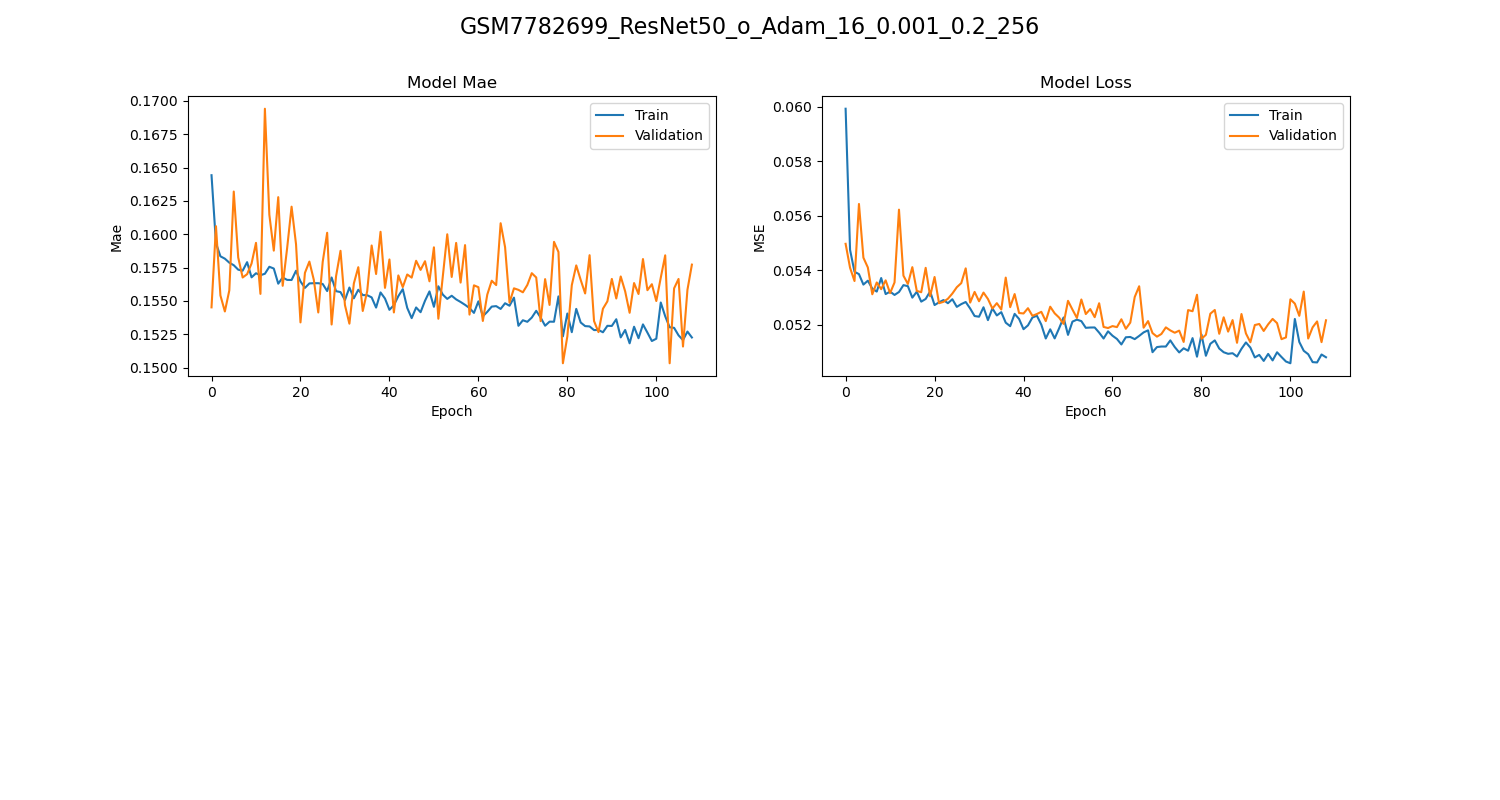 GSM7782699_ResNet50_o_Adam_16_0.001_0.2_256
Model Mae
0.1700
0.1675
0.1650
0.1625
0.1600
0.1575
0.1550
0.1525
0.1500
Mae
Train
Validation
0 20 40 60 80 100
Epoch
Model Loss
0.060
0.058
0.056
0.054
0.052
MSE
Train
Validation
0 20 40 60 80 100
Epoch